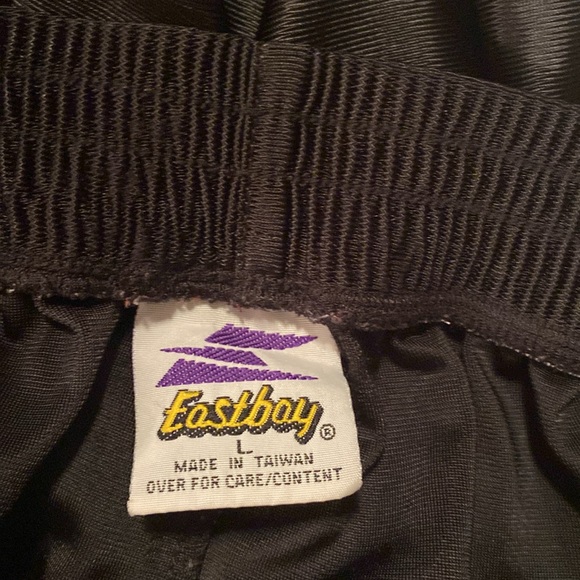 Eastbay®
L
MADE IN TAIWAN
OVER FOR CARE/CONTENT